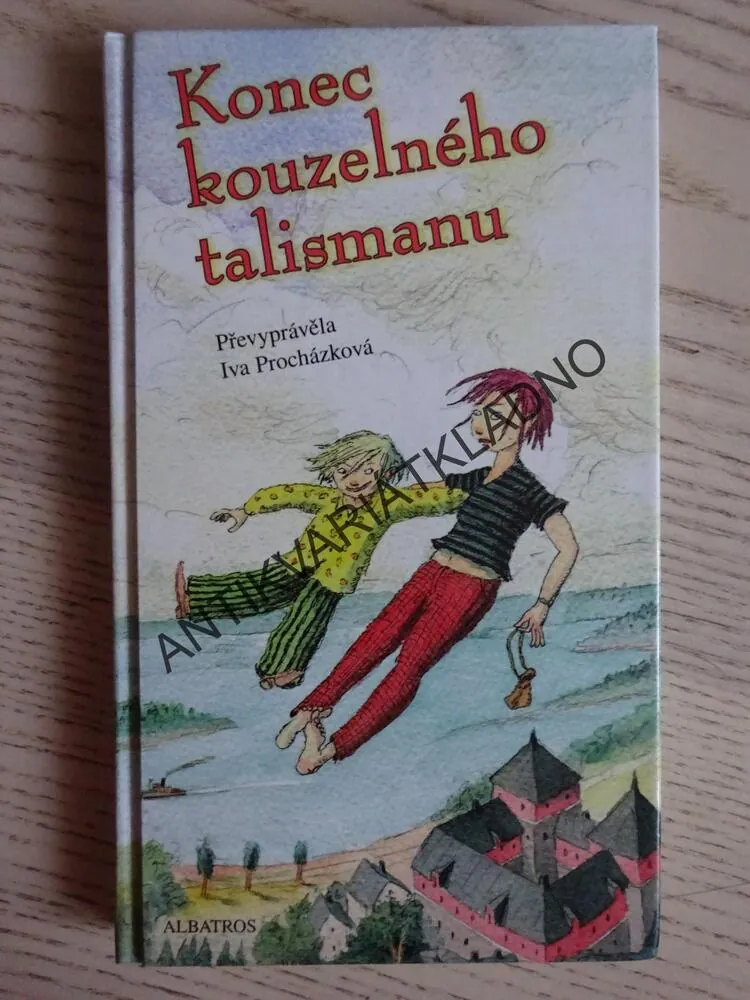 Konec
kouzelného
talismanu
Převyprávěla
Iva Procházková
ANTIKVARIATKLADNO
ALBATROS